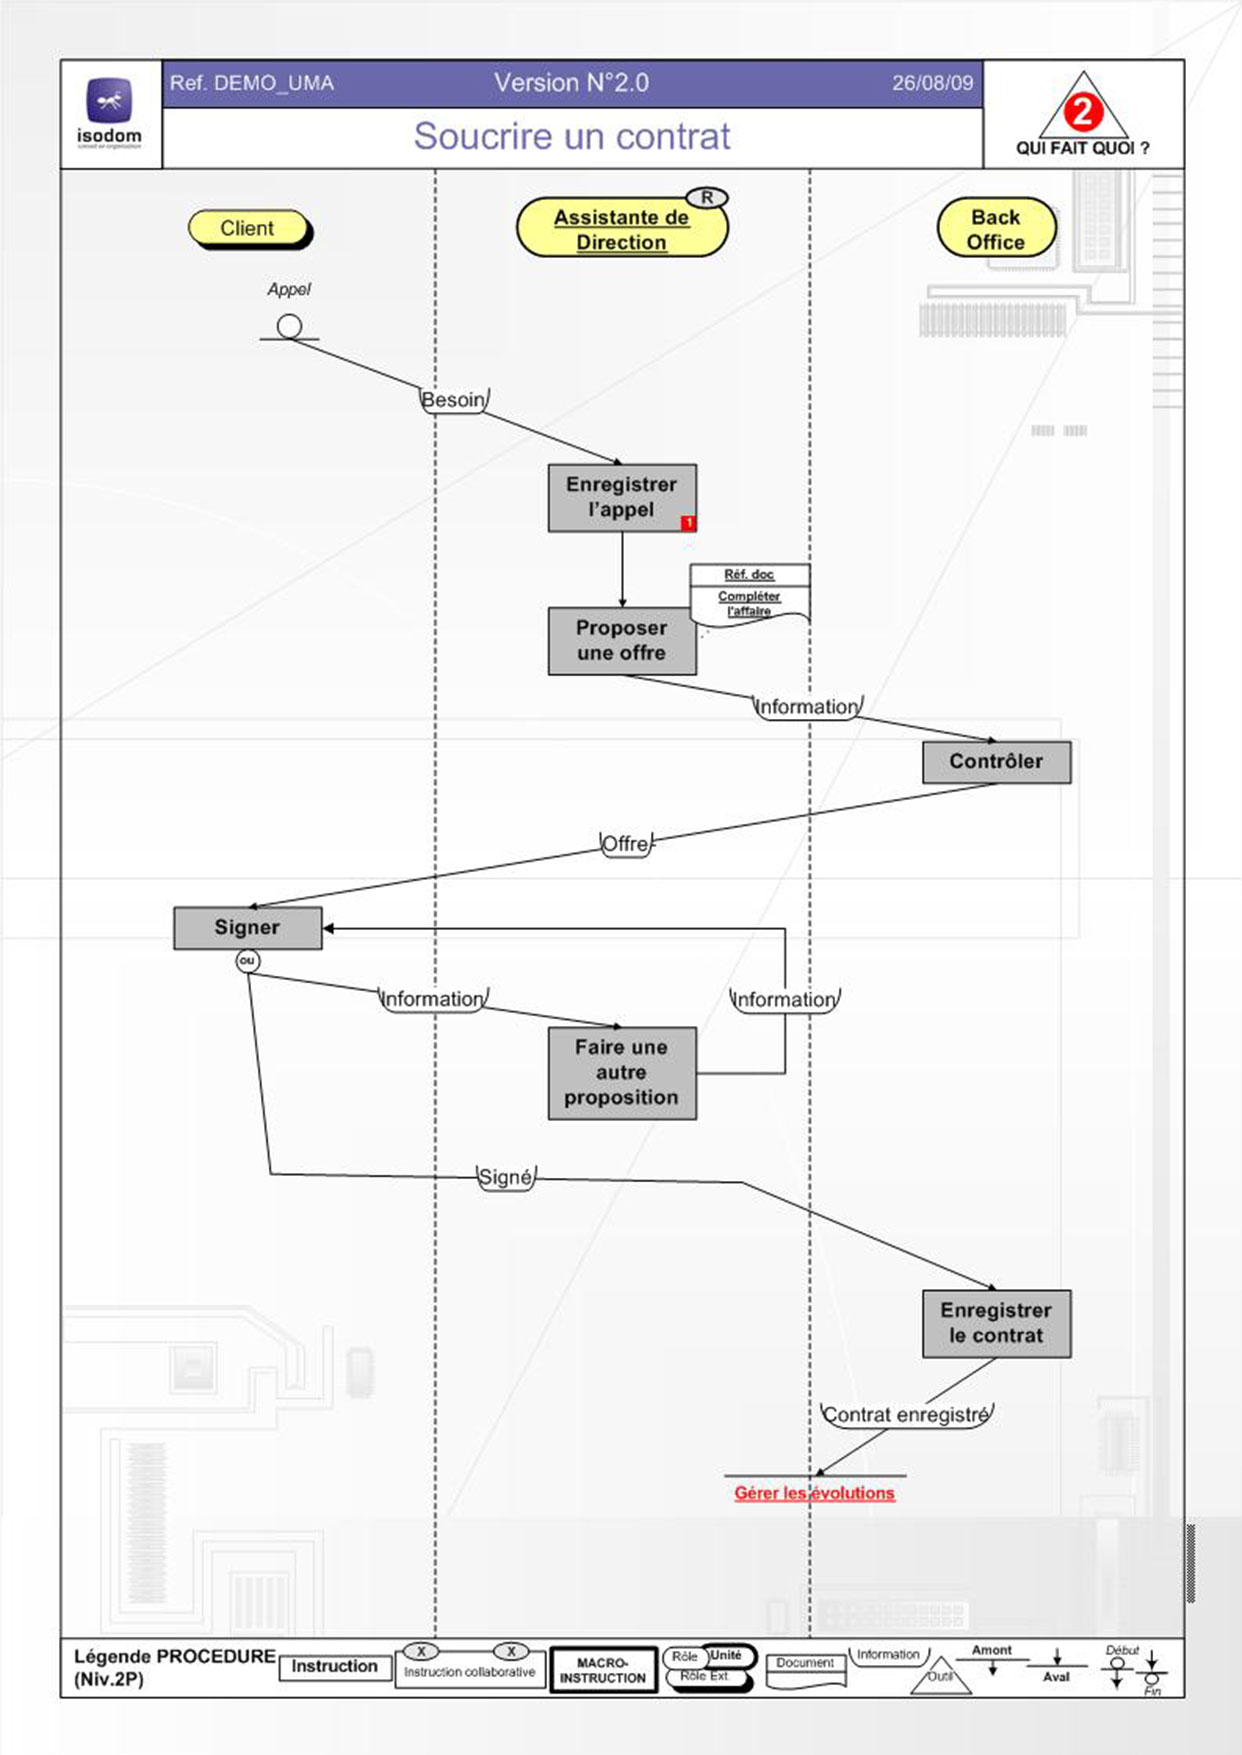 isodom
Ref. DEMO_UMA
Version N°2.0
26/08/09
Soucrire un contrat
2
QUI FAIT QUOI ?
Client
R
Assistante de
Direction
Back
Office
Appel
Besoin
Enregistrer
l'appel
1
Réf. doc
Compléter
l'affaire
Proposer
une offre
Information
Contrôler
Offre
Signer
ou
Information
Information
Faire une
autre
proposition
Signé
Enregistrer
le contrat
Contrat enregistré
Gérer les évolutions
Légende PROCEDURE
(Niv.2P)
Instruction
X
X
Instruction collaborative
MACRO-
INSTRUCTION
Rôle
Unité
Rôle Ext.
Document
Information
Outil
Amont
Aval
Début
Fin